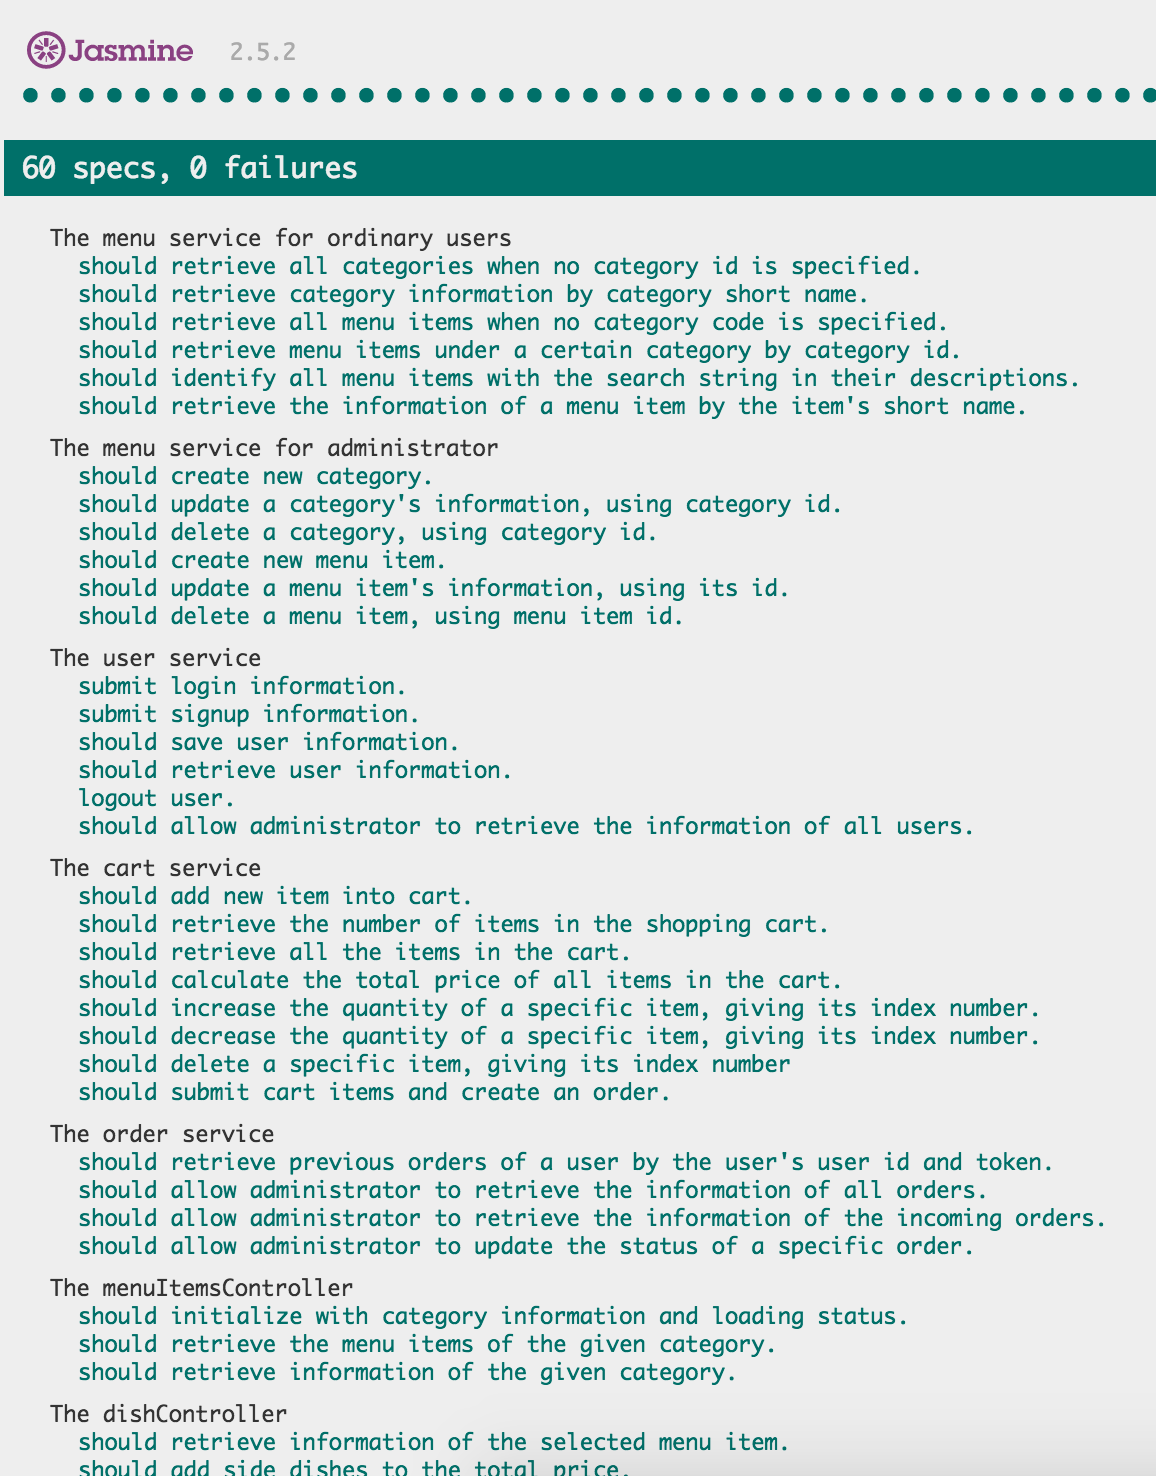 Jasmine 2.5.2
60 specs, 0 failures
The menu service for ordinary users
should retrieve all categories when no category id is specified.
should retrieve category information by category short name.
should retrieve all menu items when no category code is specified.
should retrieve menu items under a certain category by category id.
should identify all menu items with the search string in their descriptions.
should retrieve the information of a menu item by the item's short name.
The menu service for administrator
should create new category.
should update a category's information, using category id.
should delete a category, using category id.
should create new menu item.
should update a menu item's information, using its id.
should delete a menu item, using menu item id.
The user service
submit login information.
submit signup information.
should save user information.
should retrieve user information.
logout user.
should allow administrator to retrieve the information of all users.
The cart service
should add new item into cart.
should retrieve the number of items in the shopping cart.
should retrieve all the items in the cart.
should calculate the total price of all items in the cart.
should increase the quantity of a specific item, giving its index number.
should decrease the quantity of a specific item, giving its index number.
should delete a specific item, giving its index number
should submit cart items and create an order.
The order service
should retrieve previous orders of a user by the user's user id and token.
should allow administrator to retrieve the information of all orders.
should allow administrator to retrieve the information of the incoming orders.
should allow administrator to update the status of a specific order.
The menuItemsController
should initialize with category information and loading status.
should retrieve the menu items of the given category.
should retrieve information of the given category.
The dishController
should retrieve information of the selected menu item.
should add side dishes to the total price.